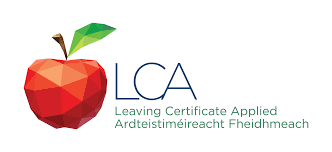 LCA
Leaving Certificate Applied
Ardteistiméireacht Fheidhmeach